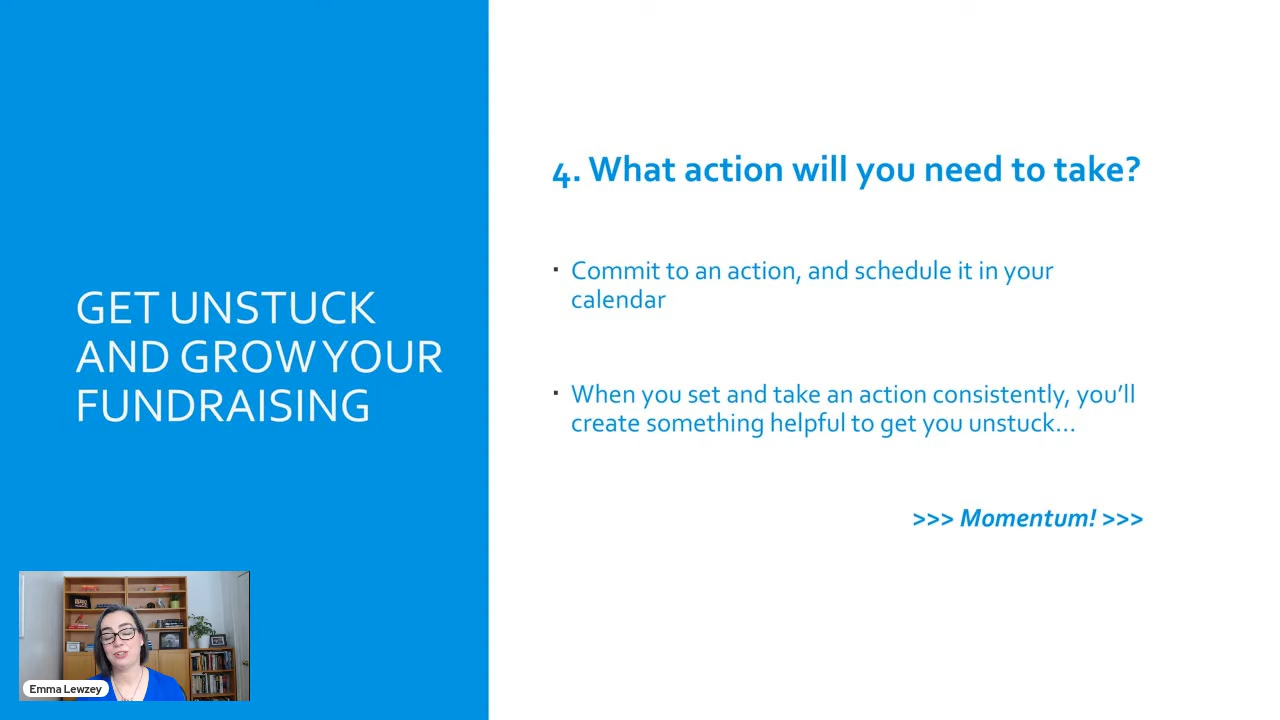 GET UNSTUCK
AND GROW YOUR
FUNDRAISING
4. What action will you need to take?
▪ Commit to an action, and schedule it in your
calendar
▪ When you set and take an action consistently, you’ll
create something helpful to get you unstuck...
>>> Momentum! >>>
Emma Lewzey